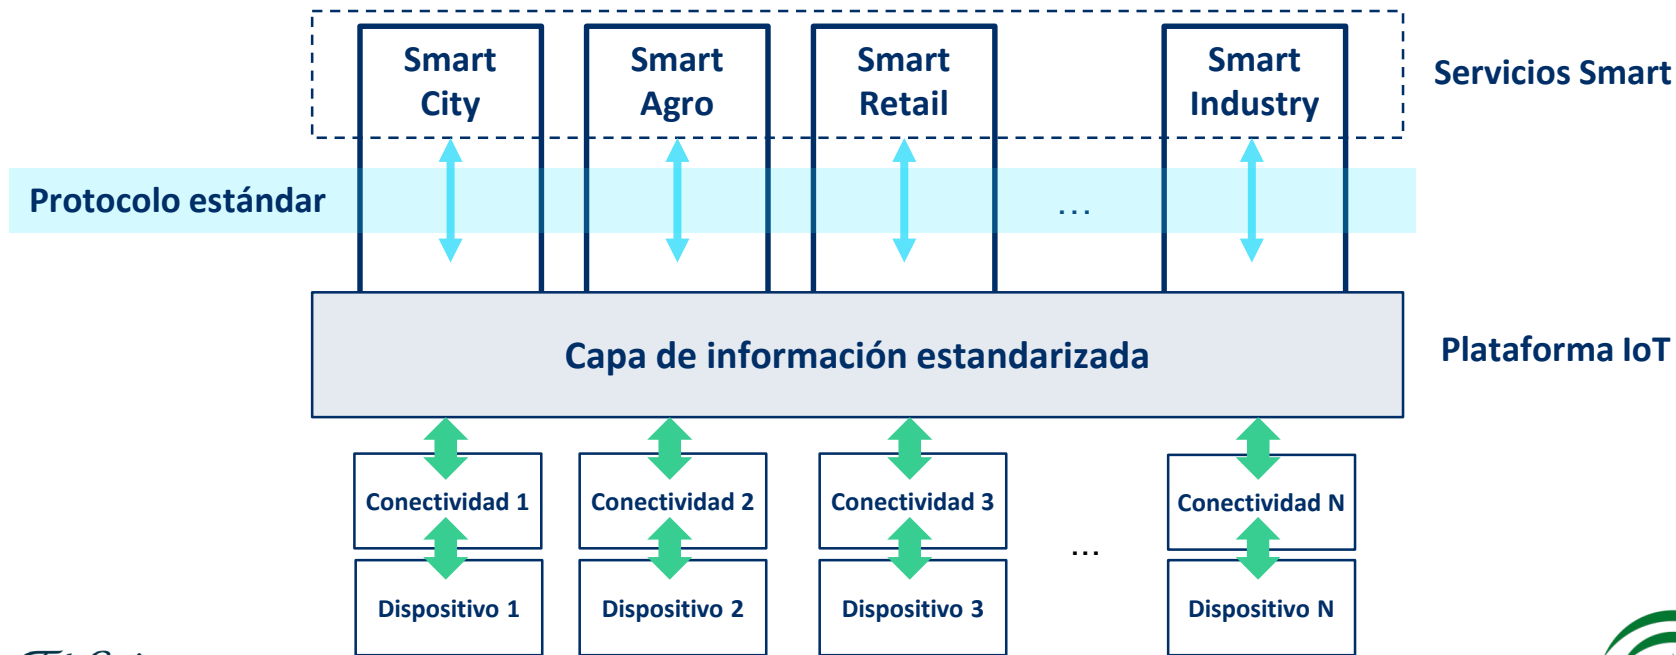 Smart
City
Smart
Agro
Smart
Retail
Smart
Industry
Servicios Smart
Protocolo estándar
...
Capa de información estandarizada
Plataforma IoT
Conectividad 1
Conectividad 2
Conectividad 3
Conectividad N
...
Dispositivo 1
Dispositivo 2
Dispositivo 3
Dispositivo N